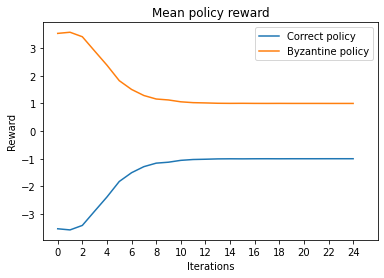 Mean policy reward
Correct policy
Byzantine policy
Reward
3
2
1
0
−1
−2
−3
0 2 4 6 8 10 12 14 16 18 20 22 24
Iterations